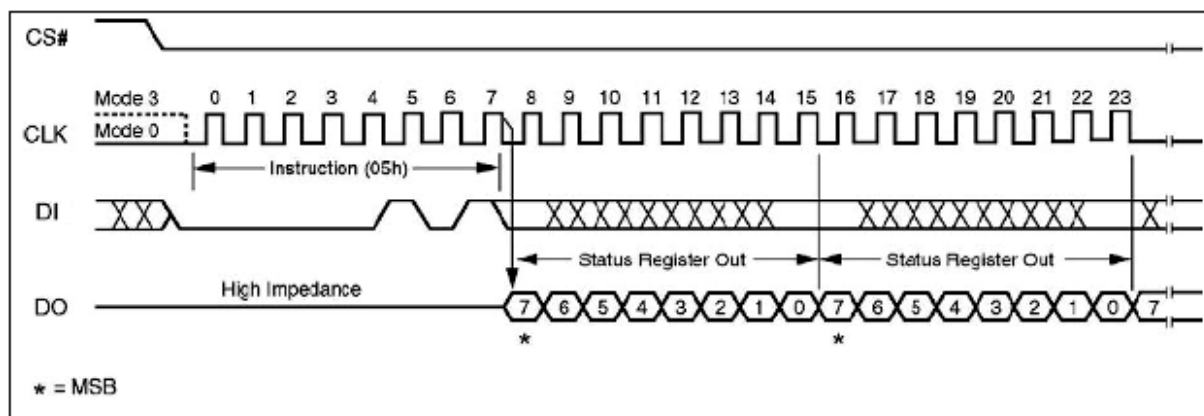 CS#
Mode 3 0 1 2 3 4 5 6 7 8 9 10 11 12 13 14 15 16 17 18 19 20 21 22 23
CLK Mode 0
Instruction (05h)
DI
Status Register Out Status Register Out
High Impedance
DO 7 6 5 4 3 2 1 0 7 6 5 4 3 2 1 0 7
* *
* = MSB